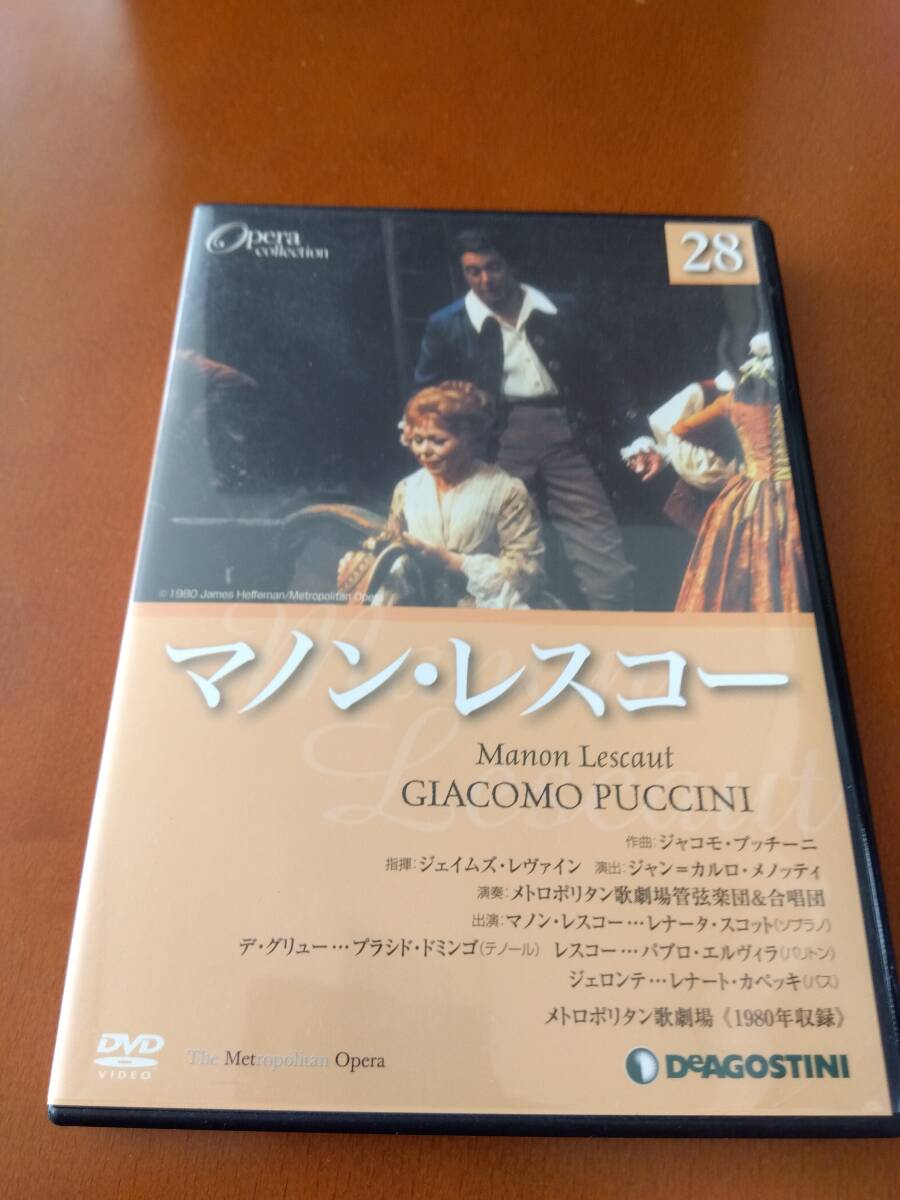 Opera collection
28
© 1980 James Heffernan/Metropolitan Opera
マノン・レスコー
Manon Lescaut
Manon Lescaut
GIACOMO PUCCINI
作曲:ジャコモ・プッチーニ
指揮:ジェイムズ・レヴァイン 演出:ジャン=カルロ・メノッティ
演奏:メトロポリタン歌劇場管弦楽団&合唱団
出演:マノン・レスコー…レナータ・スコット(ソプラノ)
デ・グリュー…プラシド・ドミンゴ(テノール) レスコー…パブロ・エルヴィラ(バリトン)
ジェロンテ…レナート・カペッキ(バス)
メトロポリタン歌劇場《1980年収録》
DVD VIDEO
The Metropolitan Opera
DeAGOSTINI